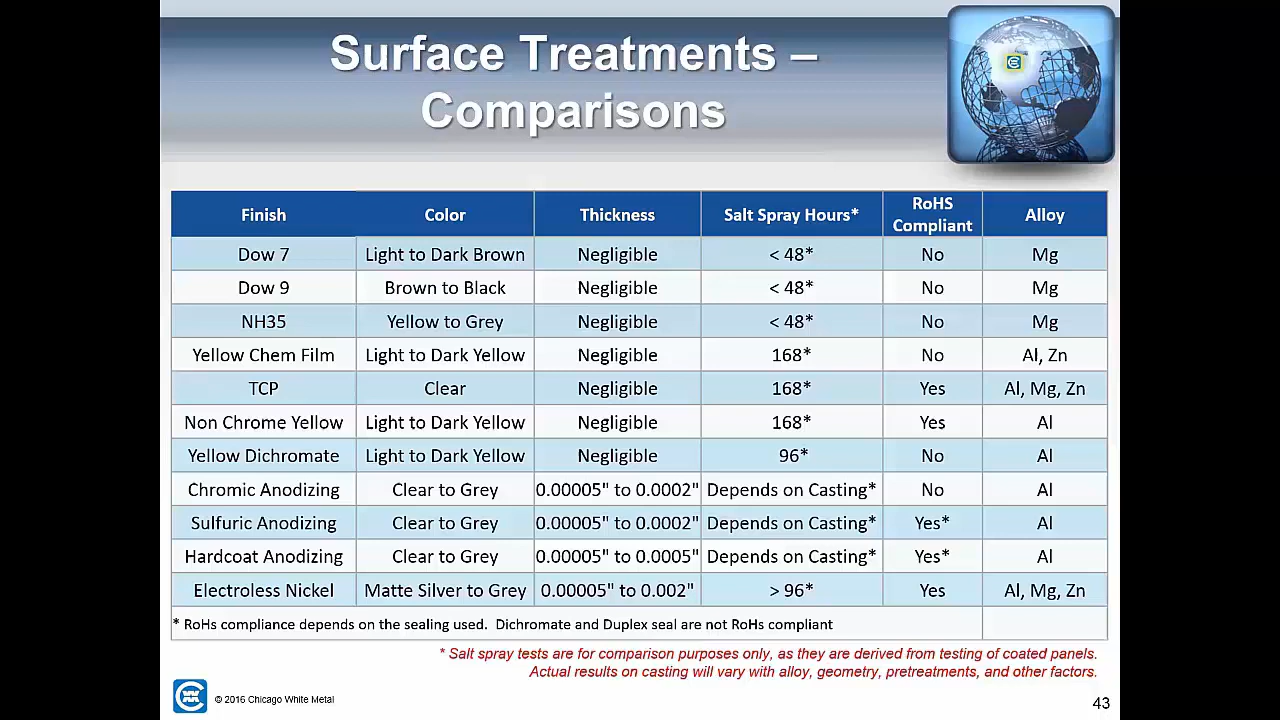 Surface Treatments –
Comparisons
Finish Color Thickness Salt Spray Hours* RoHS Compliant Alloy
Dow 7 Light to Dark Brown Negligible < 48* No Mg
Dow 9 Brown to Black Negligible < 48* No Mg
NH35 Yellow to Grey Negligible < 48* No Mg
Yellow Chem Film Light to Dark Yellow Negligible 168* No Al, Zn
TCP Clear Negligible 168* Yes Al, Mg, Zn
Non Chrome Yellow Light to Dark Yellow Negligible 168* Yes Al
Yellow Dichromate Light to Dark Yellow Negligible 96* No Al
Chromic Anodizing Clear to Grey 0.00005" to 0.0002" Depends on Casting* No Al
Sulfuric Anodizing Clear to Grey 0.00005" to 0.0002" Depends on Casting* Yes* Al
Hardcoat Anodizing Clear to Grey 0.00005" to 0.0005" Depends on Casting* Yes* Al
Electroless Nickel Matte Silver to Grey 0.00005" to 0.002" > 96* Yes Al, Mg, Zn
* RoHs compliance depends on the sealing used. Dichromate and Duplex seal are not RoHs compliant
* Salt spray tests are for comparison purposes only, as they are derived from testing of coated panels.
Actual results on casting will vary with alloy, geometry, pretreatments, and other factors.
© 2016 Chicago White Metal
43